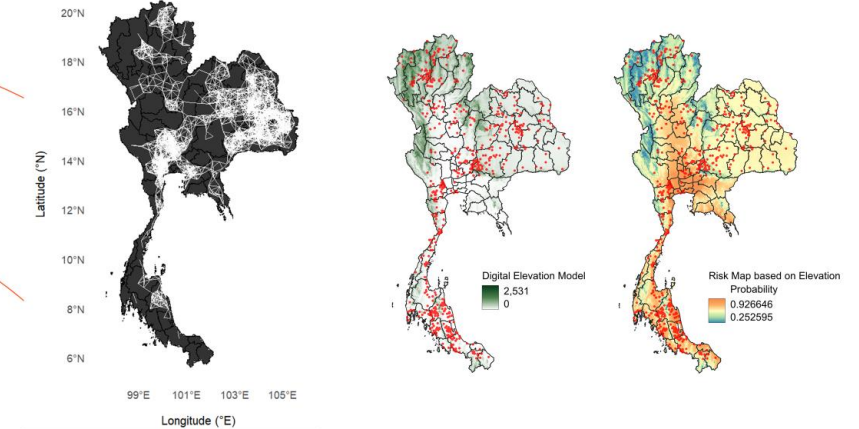 20°N
18°N
16°N
14°N
12°N
10°N
8°N
6°N
Latitude (°N)
99°E 101°E 103°E 105°E
Longitude (°E)
Digital Elevation Model
2,531
0
Risk Map based on Elevation
Probability
0.926646
0.252595